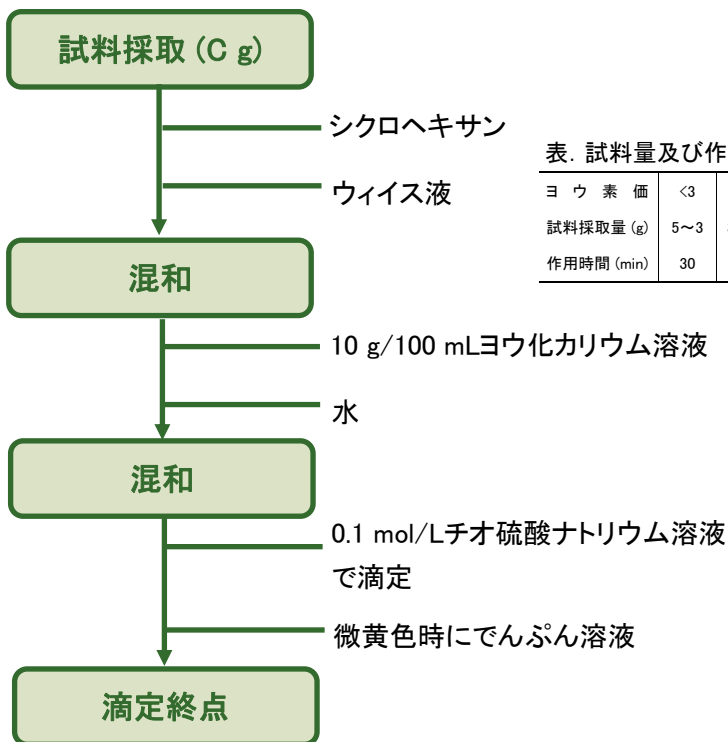 試料採取 (C g)
シクロヘキサン
ウィイス液
表. 試料量及び作
ヨウ素価 <3
試料採取量 (g) 5～3
作用時間 (min) 30
混和
10 g/100 mLヨウ化カリウム溶液
水
混和
0.1 mol/Lチオ硫酸ナトリウム溶液
で滴定
微黄色時にでんぷん溶液
滴定終点